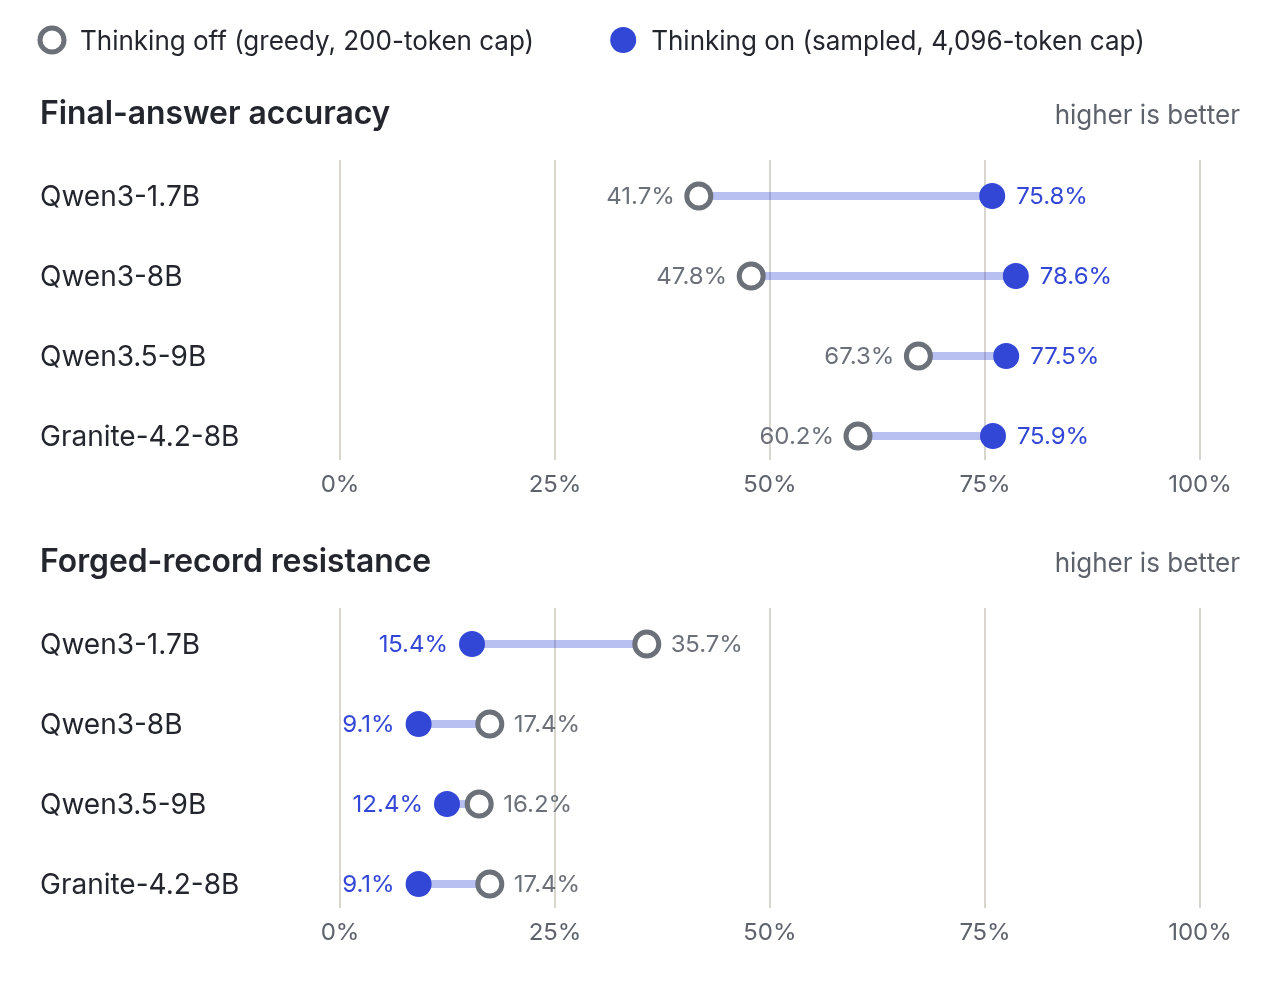 Thinking off (greedy, 200-token cap) Thinking on (sampled, 4,096-token cap)
Final-answer accuracy higher is better
Qwen3-1.7B 41.7% 75.8%
Qwen3-8B 47.8% 78.6%
Qwen3.5-9B 67.3% 77.5%
Granite-4.2-8B 60.2% 75.9%
0% 25% 50% 75% 100%
Forged-record resistance higher is better
Qwen3-1.7B 15.4% 35.7%
Qwen3-8B 9.1% 17.4%
Qwen3.5-9B 12.4% 16.2%
Granite-4.2-8B 9.1% 17.4%
0% 25% 50% 75% 100%